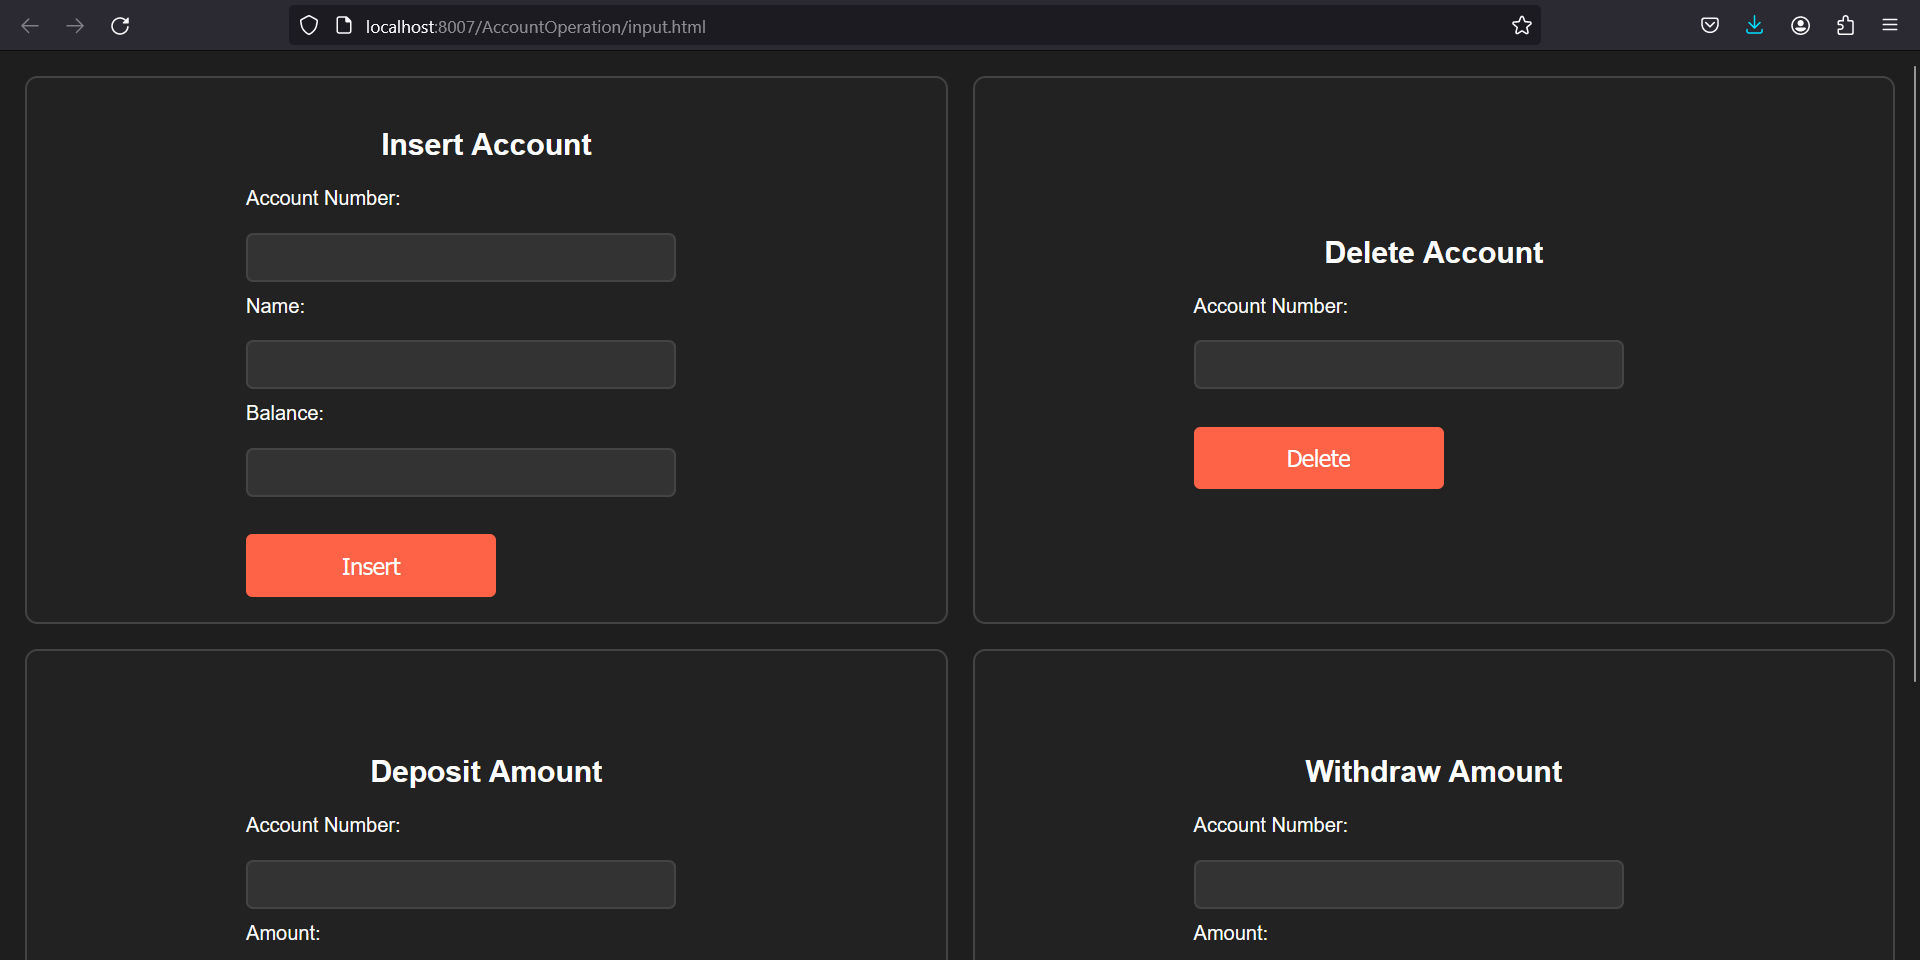 localhost:8007/AccountOperation/input.html
Insert Account
Account Number:
Name:
Balance:
Insert
Delete Account
Account Number:
Delete
Deposit Amount
Account Number:
Amount:
Withdraw Amount
Account Number:
Amount: